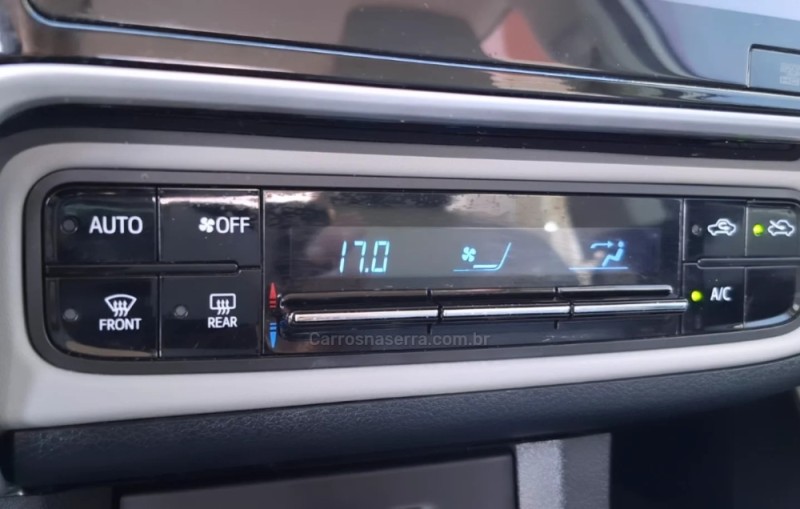 AUTO
OFF
17.0
FRONT
REAR
A/C
Carrosnaserra.com.br